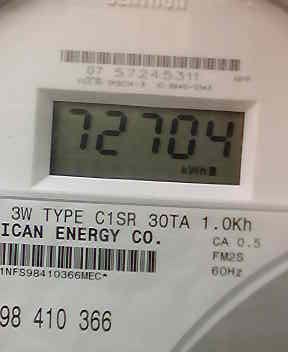 07 57245311
72704
kWh
3W TYPE C1SR 30TA 1.0Kh
ICAN ENERGY CO.
CA 0.5
FM2S
60Hz
1NFS98410366MEC*
98 410 366